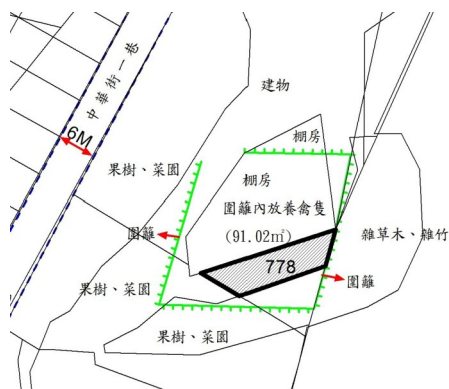 中華街一巷
6M
建物
棚房
果樹、菜園
棚房
圍籬內放養禽隻
(91.02㎡)
圍籬
雜草木、雜竹
778
圍籬
果樹、菜園
果樹、菜園